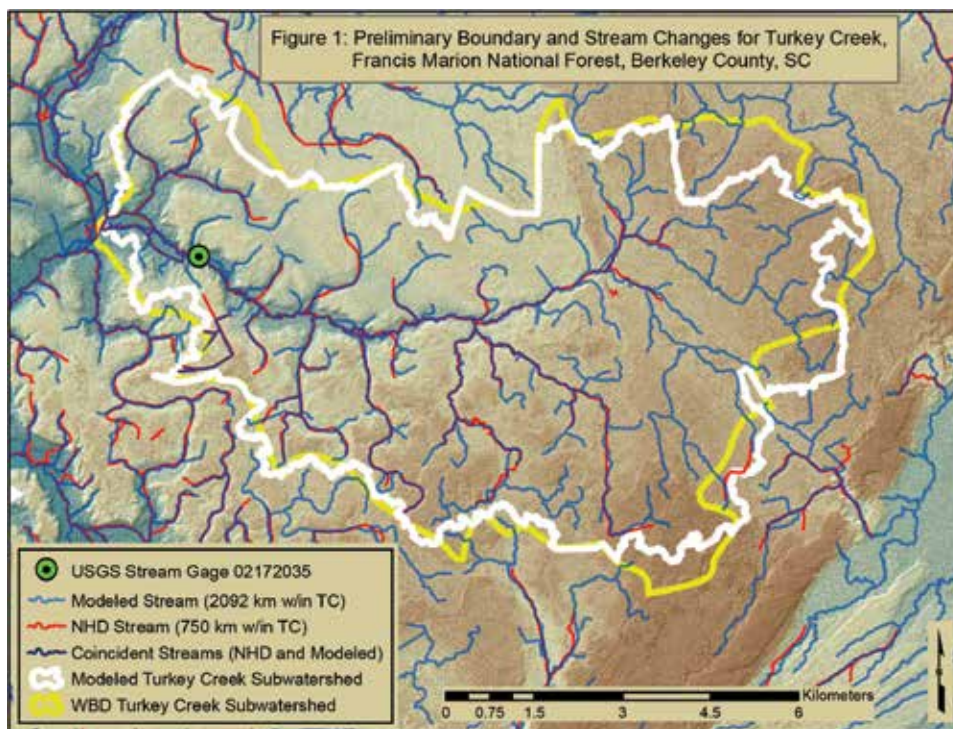 Figure 1: Preliminary Boundary and Stream Changes for Turkey Creek,
Francis Marion National Forest, Berkeley County, SC
USGS Stream Gage 02172035
Modeled Stream (2092 km w/in TC)
NHD Stream (750 km w/in TC)
Coincident Streams (NHD and Modeled)
Modeled Turkey Creek Subwatershed
WBD Turkey Creek Subwatershed
Kilometers
0 0.75 1.5 3 4.5 6